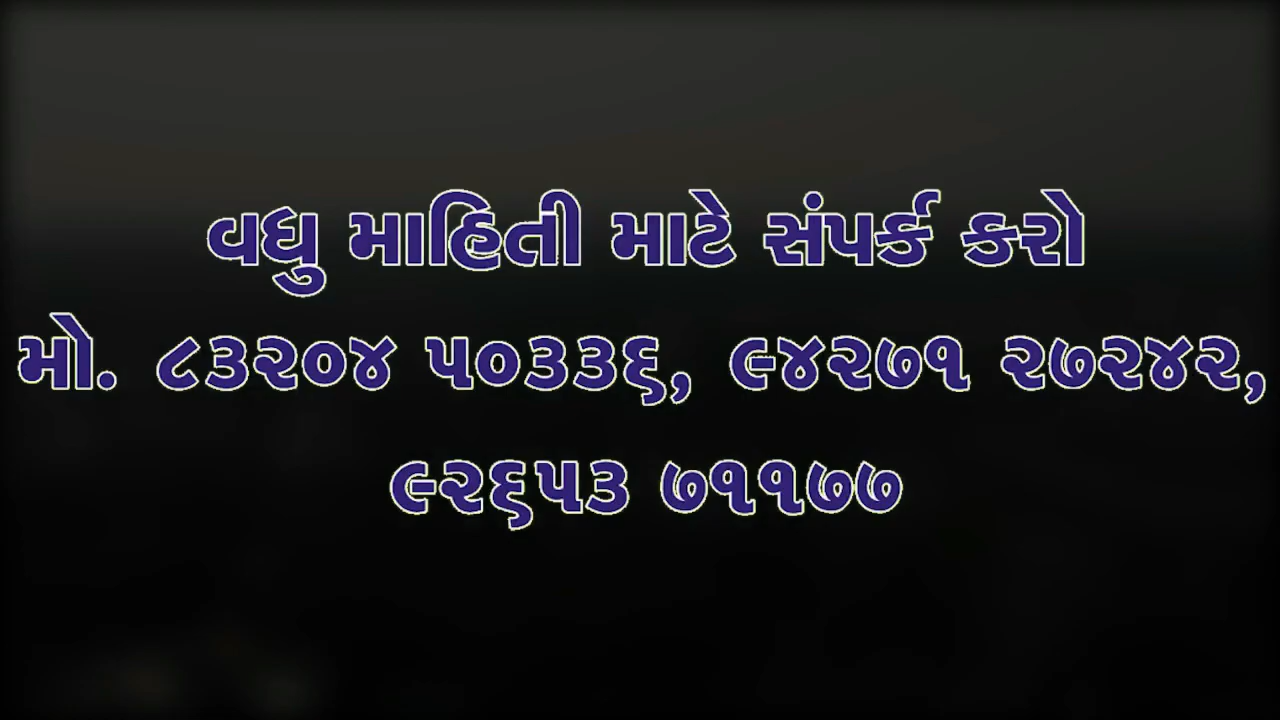 વધુ માહિતી માટે સંપર્ક કરો
મો. ૮૩૨૦૪ ૫૦૩૩૬, ૯૪૨૭૧ ૨૭૨૪૨,
૯૨૬૫૩ ૭૧૧૭૭